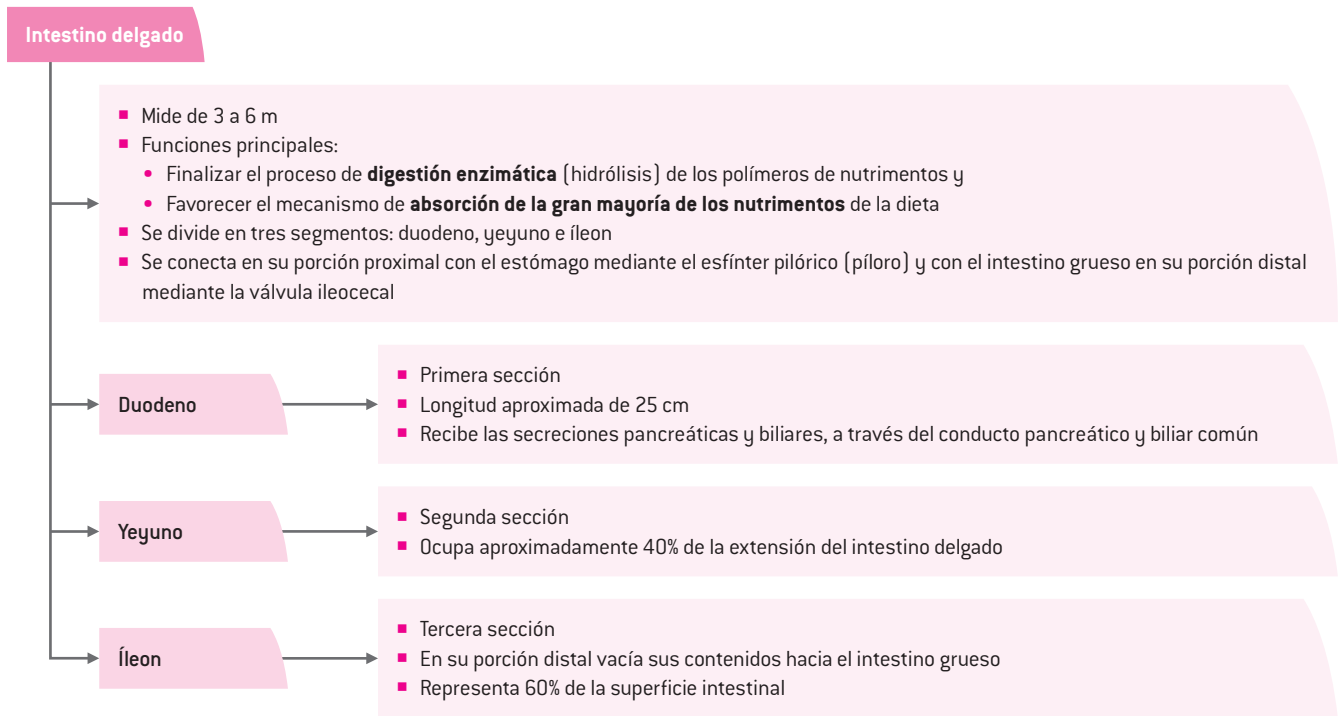 Intestino delgado
■ Mide de 3 a 6 m
■ Funciones principales:
• Finalizar el proceso de digestión enzimática (hidrólisis) de los polímeros de nutrimentos y
• Favorecer el mecanismo de absorción de la gran mayoría de los nutrimentos de la dieta
■ Se divide en tres segmentos: duodeno, yeyuno e íleon
■ Se conecta en su porción proximal con el estómago mediante el esfínter pilórico (píloro) y con el intestino grueso en su porción distal
mediante la válvula ileocecal
Duodeno
■ Primera sección
■ Longitud aproximada de 25 cm
■ Recibe las secreciones pancreáticas y biliares, a través del conducto pancreático y biliar común
Yeyuno
■ Segunda sección
■ Ocupa aproximadamente 40% de la extensión del intestino delgado
Íleon
■ Tercera sección
■ En su porción distal vacía sus contenidos hacia el intestino grueso
■ Representa 60% de la superficie intestinal